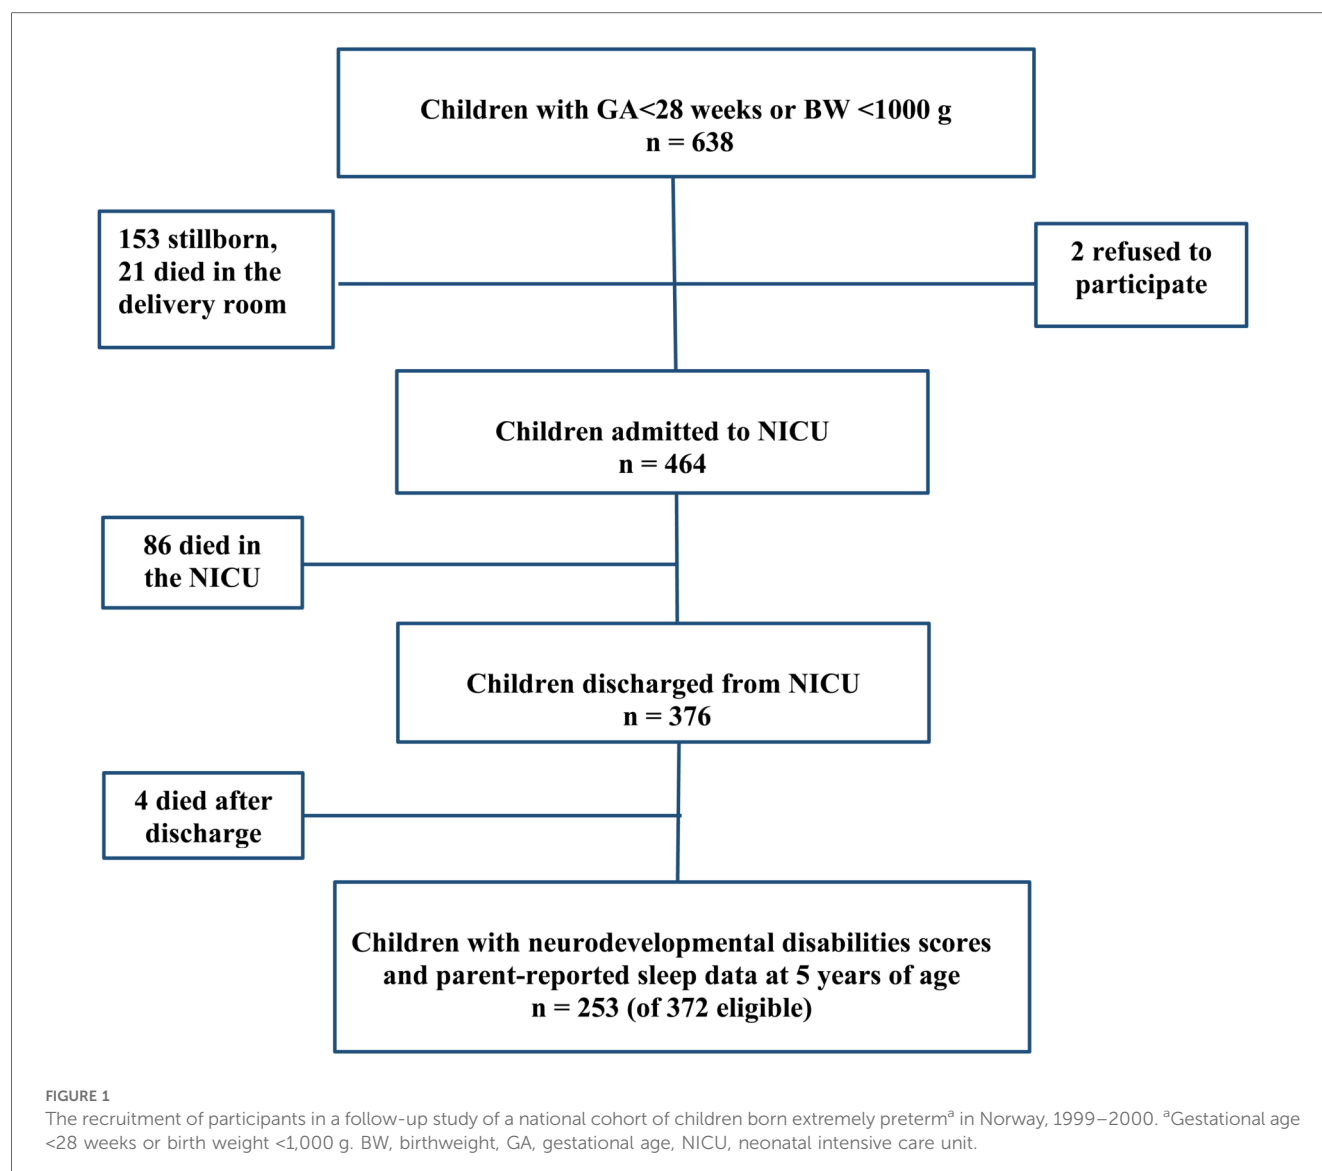 Children with GA<28 weeks or BW <1000 g
n = 638
153 stillborn,
21 died in the
delivery room
2 refused to
participate
Children admitted to NICU
n = 464
86 died in
the NICU
Children discharged from NICU
n = 376
4 died after
discharge
Children with neurodevelopmental disabilities scores
and parent-reported sleep data at 5 years of age
n = 253 (of 372 eligible)
FIGURE 1
The recruitment of participants in a follow-up study of a national cohort of children born extremely pretermᵃ in Norway, 1999–2000. ᵃGestational age
<28 weeks or birth weight <1,000 g. BW, birthweight, GA, gestational age, NICU, neonatal intensive care unit.